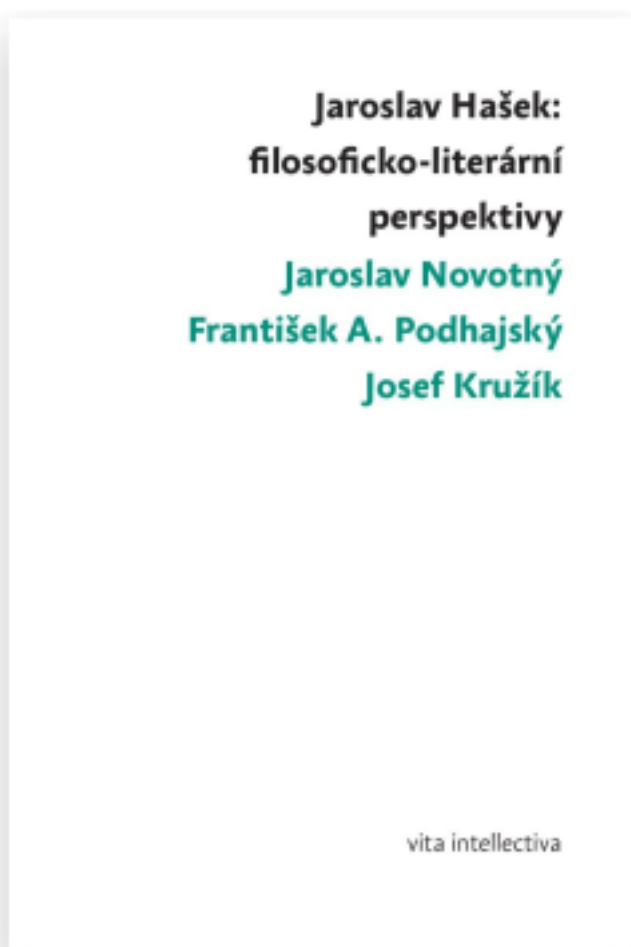 Jaroslav Hašek:
filosoficko-literární
perspektivy
Jaroslav Novotný
František A. Podhajský
Josef Kružík
vita intellectiva